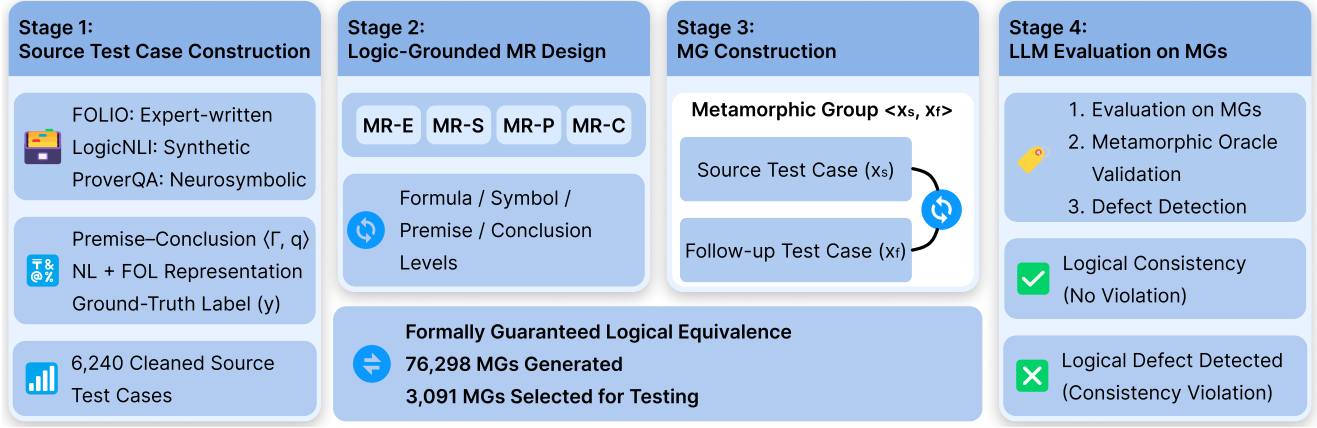 Stage 1:
Source Test Case Construction
FOLIO: Expert-written
LogicNLI: Synthetic
ProverQA: Neurosymbolic
Premise–Conclusion ⟨Γ, q⟩
NL + FOL Representation
Ground-Truth Label (y)
6,240 Cleaned Source
Test Cases
Stage 2:
Logic-Grounded MR Design
MR-E MR-S MR-P MR-C
Formula / Symbol /
Premise / Conclusion
Levels
Stage 3:
MG Construction
Metamorphic Group <xs, xf>
Source Test Case (xs)
Follow-up Test Case (xf)
Formally Guaranteed Logical Equivalence
76,298 MGs Generated
3,091 MGs Selected for Testing
Stage 4:
LLM Evaluation on MGs
1. Evaluation on MGs
2. Metamorphic Oracle
Validation
3. Defect Detection
Logical Consistency
(No Violation)
Logical Defect Detected
(Consistency Violation)